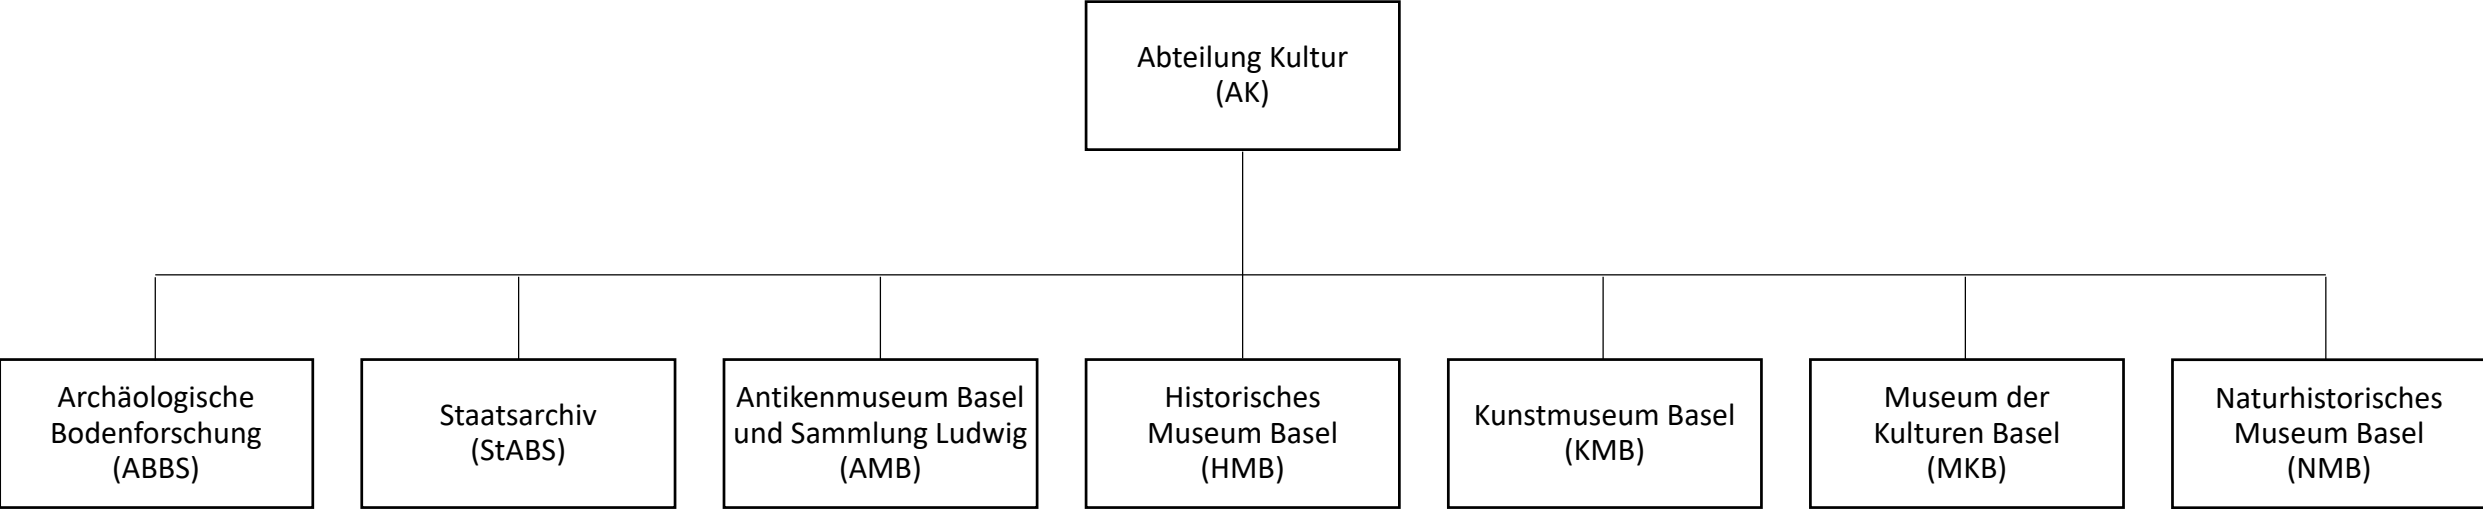 Abteilung Kultur
(AK)
Archäologische
Bodenforschung
(ABBS)
Staatsarchiv
(StABS)
Antikenmuseum Basel
und Sammlung Ludwig
(AMB)
Historisches
Museum Basel
(HMB)
Kunstmuseum Basel
(KMB)
Museum der
Kulturen Basel
(MKB)
Naturhistorisches
Museum Basel
(NMB)